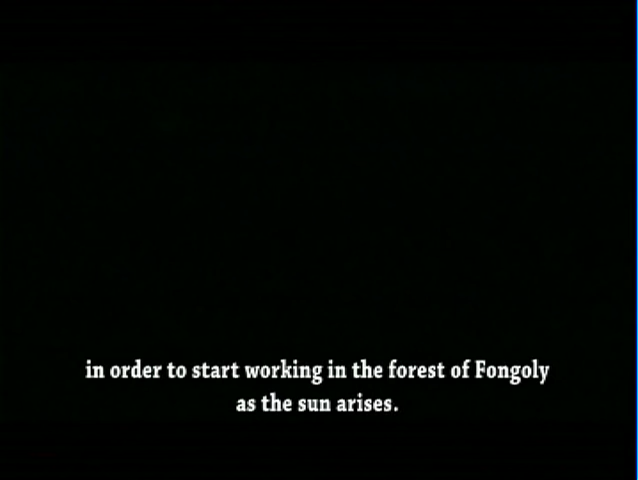 in order to start working in the forest of Fongoly
as the sun arises.